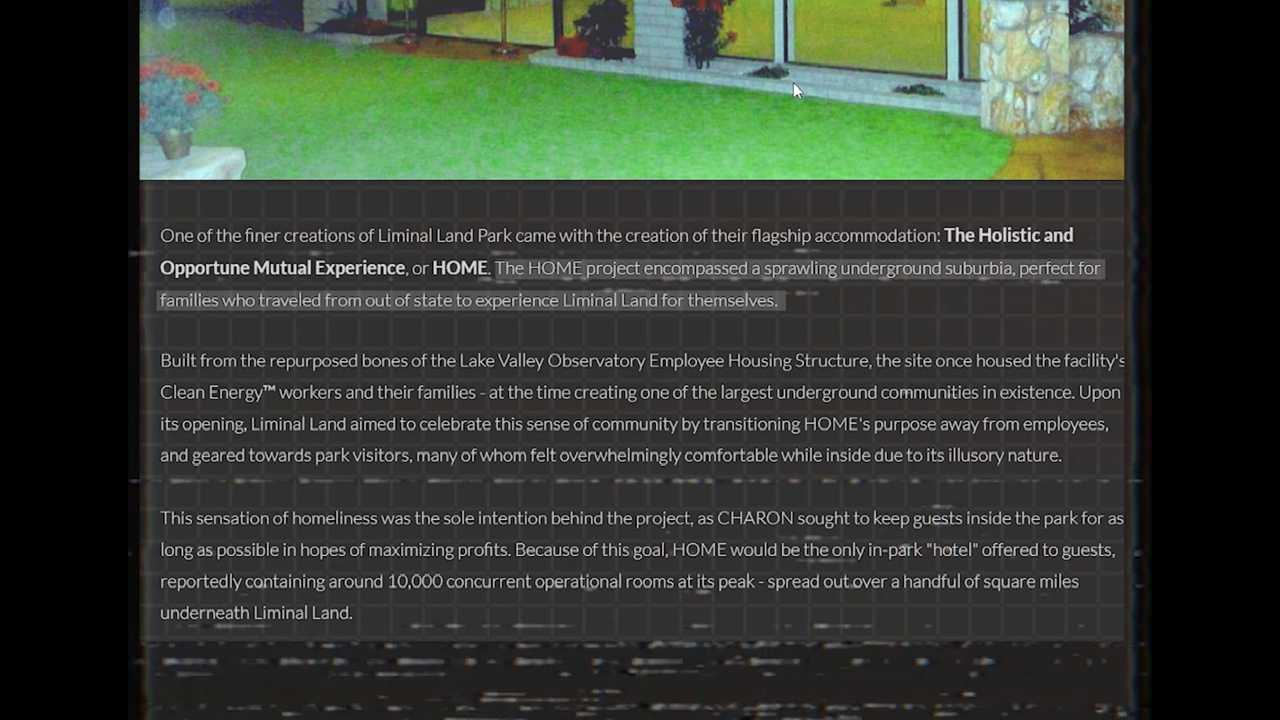 One of the finer creations of Liminal Land Park came with the creation of their flagship accommodation: The Holistic and
Opportune Mutual Experience, or HOME. The HOME project encompassed a sprawling underground suburbia, perfect for
families who traveled from out of state to experience Liminal Land for themselves.
Built from the repurposed bones of the Lake Valley Observatory Employee Housing Structure, the site once housed the facility's
Clean Energy™ workers and their families - at the time creating one of the largest underground communities in existence. Upon
its opening, Liminal Land aimed to celebrate this sense of community by transitioning HOME's purpose away from employees,
and geared towards park visitors, many of whom felt overwhelmingly comfortable while inside due to its illusory nature.
This sensation of homeliness was the sole intention behind the project, as CHARON sought to keep guests inside the park for as
long as possible in hopes of maximizing profits. Because of this goal, HOME would be the only in-park "hotel" offered to guests,
reportedly containing around 10,000 concurrent operational rooms at its peak - spread out over a handful of square miles
underneath Liminal Land.